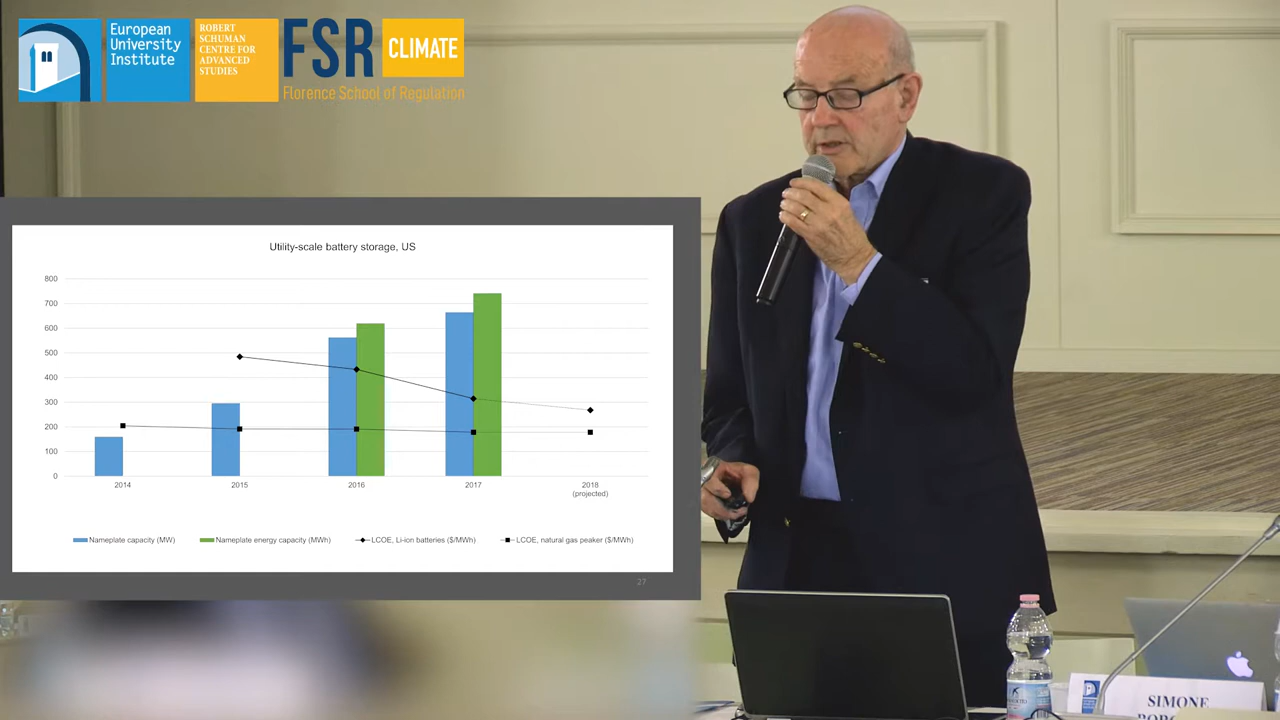 European
University
Institute
ROBERT
SCHUMAN
CENTRE FOR
ADVANCED
STUDIES
FSR
CLIMATE
Florence School of Regulation
Utility-scale battery storage, US
800
700
600
500
400
300
200
100
0
2014
2015
2016
2017
2018
(projected)
Nameplate capacity (MW)
Nameplate energy capacity (MWh)
LCOE, Li-ion batteries ($/MWh)
LCOE, natural gas peaker ($/MWh)
27
SIMONE